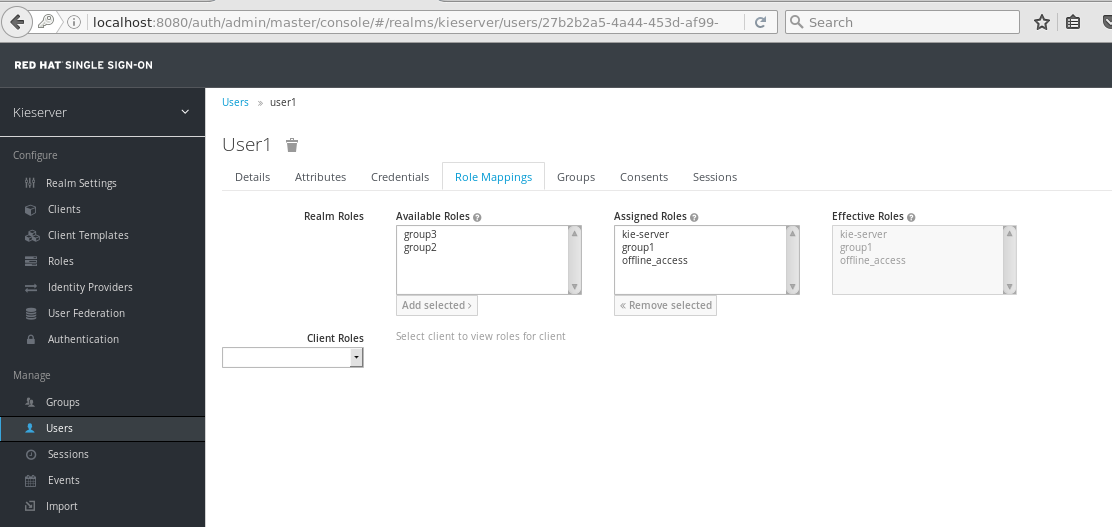 localhost:8080/auth/admin/master/console/#/realms/kieserver/users/27b2b2a5-4a44-453d-af99-
Search
RED HAT SINGLE SIGN-ON
Kieserver
Configure
Realm Settings
Clients
Client Templates
Roles
Identity Providers
User Federation
Authentication
Manage
Groups
Users
Sessions
Events
Import
Users » user1
User1
Details Attributes Credentials Role Mappings Groups Consents Sessions
Realm Roles
Available Roles
group3
group2
Add selected >
Assigned Roles
kie-server
group1
offline_access
« Remove selected
Effective Roles
kie-server
group1
offline_access
Client Roles
Select client to view roles for client